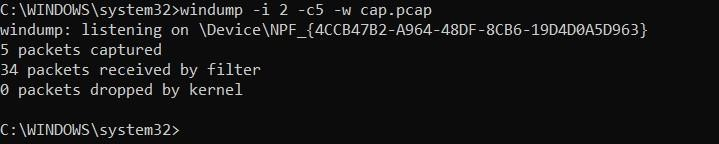 C:\WINDOWS\system32>windump -i 2 -c5 -w cap.pcap
windump: listening on \Device\NPF_{4CCB47B2-A964-48DF-8CB6-19D4D0A5D963}
5 packets captured
34 packets received by filter
0 packets dropped by kernel
C:\WINDOWS\system32>